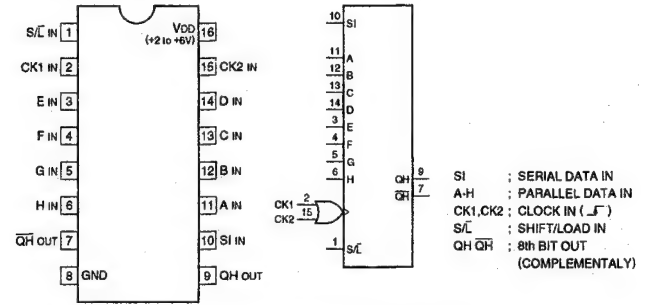 S/L̅ IN 1
CK1 IN 2
E IN 3
F IN 4
G IN 5
H IN 6
Q̅H̅ OUT 7
8 GND
VDD 16
(+2 to +6V)
15 CK2 IN
14 D IN
13 C IN
12 B IN
11 A IN
10 SI IN
9 QH OUT
10 SI
11 A
12 B
13 C
14 D
3 E
4 F
5 G
6 H
CK1 2
CK2 15
1 S/L̅
QH 9
Q̅H̅ 7
SI ; SERIAL DATA IN
A-H ; PARALLEL DATA IN
CK1,CK2 ; CLOCK IN ( )
S/L̅ ; SHIFT/LOAD IN
QH Q̅H̅ ; 8th BIT OUT
(COMPLEMENTALY)